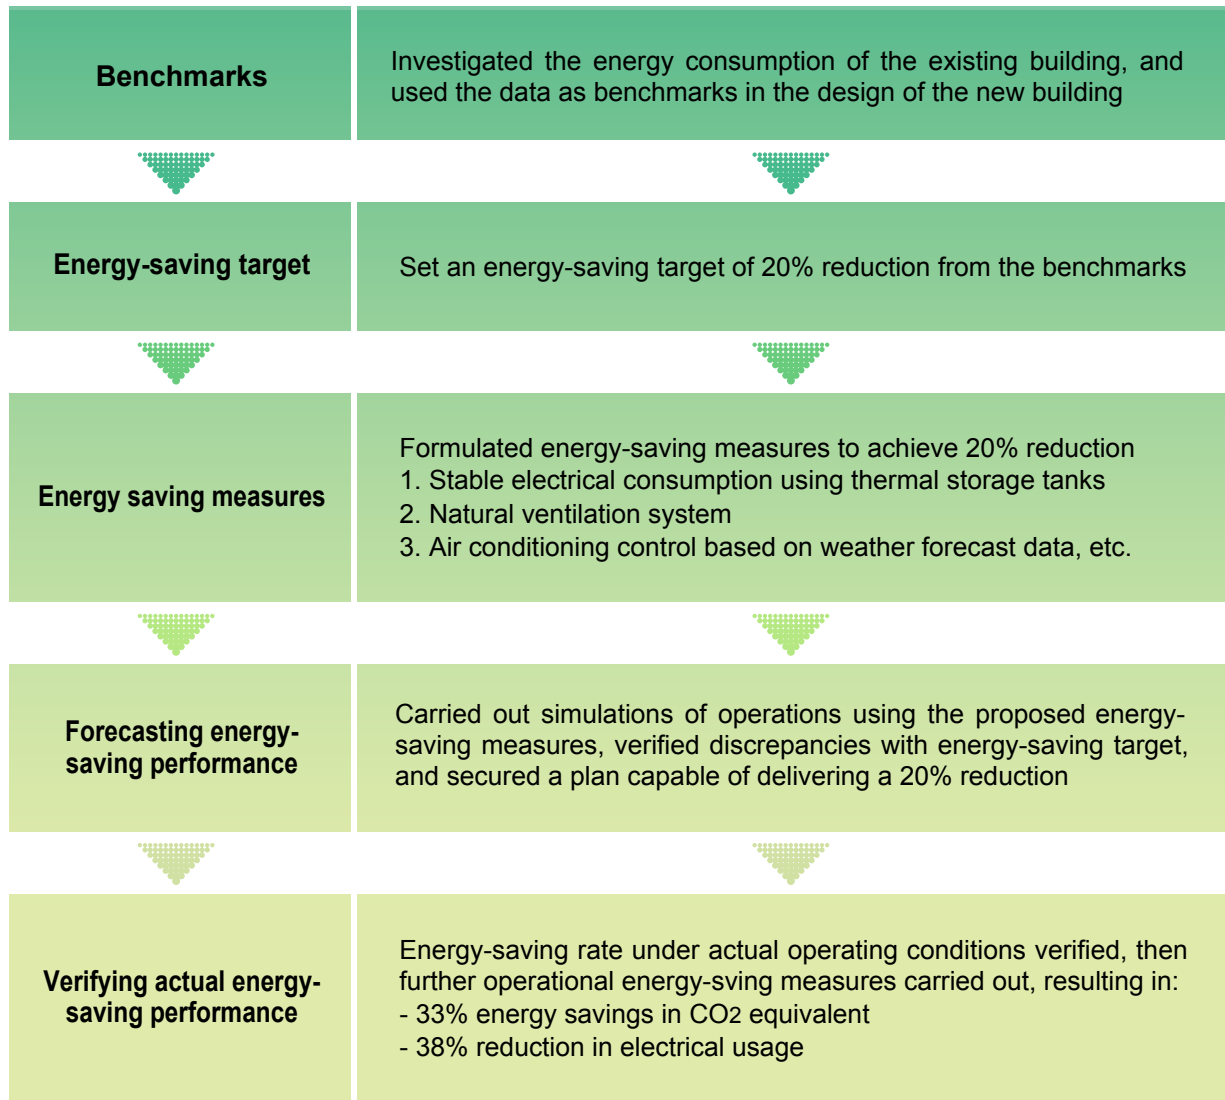 Benchmarks
Investigated the energy consumption of the existing building, and
used the data as benchmarks in the design of the new building
Energy-saving target
Set an energy-saving target of 20% reduction from the benchmarks
Energy saving measures
Formulated energy-saving measures to achieve 20% reduction
1. Stable electrical consumption using thermal storage tanks
2. Natural ventilation system
3. Air conditioning control based on weather forecast data, etc.
Forecasting energy-
saving performance
Carried out simulations of operations using the proposed energy-
saving measures, verified discrepancies with energy-saving target,
and secured a plan capable of delivering a 20% reduction
Verifying actual energy-
saving performance
Energy-saving rate under actual operating conditions verified, then
further operational energy-sving measures carried out, resulting in:
- 33% energy savings in CO2 equivalent
- 38% reduction in electrical usage